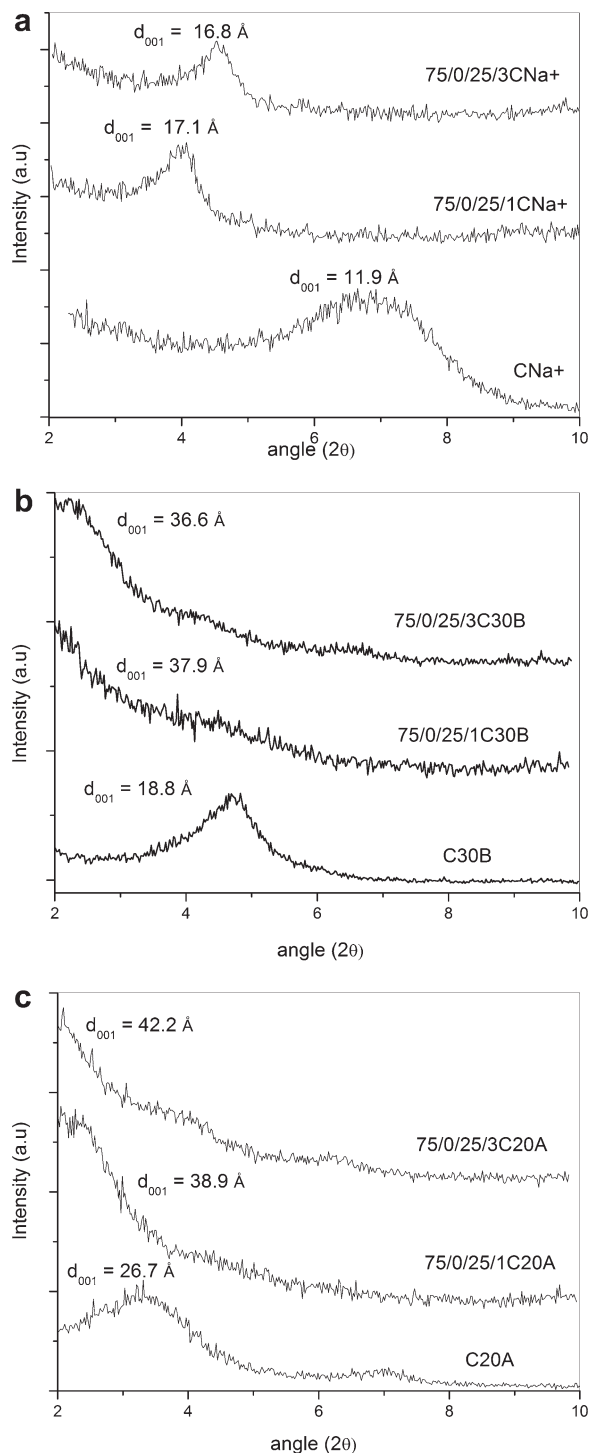 a
d001 = 16.8 Å
75/0/25/3CNa+
d001 = 17.1 Å
75/0/25/1CNa+
d001 = 11.9 Å
CNa+
Intensity (a.u)
2 4 6 8 10
angle (2θ)
b
d001 = 36.6 Å
75/0/25/3C30B
d001 = 37.9 Å
75/0/25/1C30B
d001 = 18.8 Å
C30B
Intensity (a.u)
2 4 6 8 10
angle (2θ)
c
d001 = 42.2 Å
75/0/25/3C20A
d001 = 38.9 Å
75/0/25/1C20A
d001 = 26.7 Å
C20A
Intensity (a.u)
2 4 6 8 10
angle (2θ)